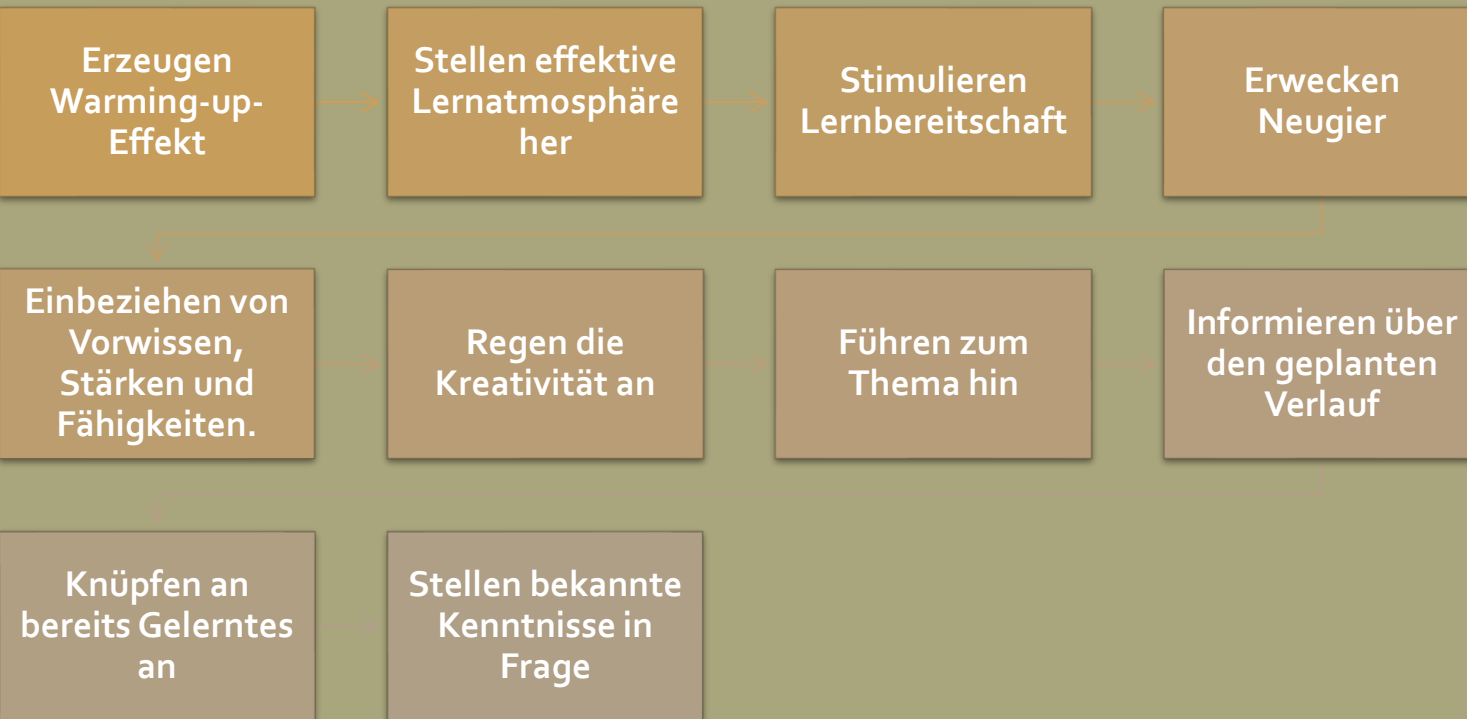 Erzeugen
Warming-up-
Effekt
Stellen effektive
Lernatmosphäre
her
Stimulieren
Lernbereitschaft
Erwecken
Neugier
Einbeziehen von
Vorwissen,
Stärken und
Fähigkeiten.
Regen die
Kreativität an
Führen zum
Thema hin
Informieren über
den geplanten
Verlauf
Knüpfen an
bereits Gelerntes
an
Stellen bekannte
Kenntnisse in
Frage